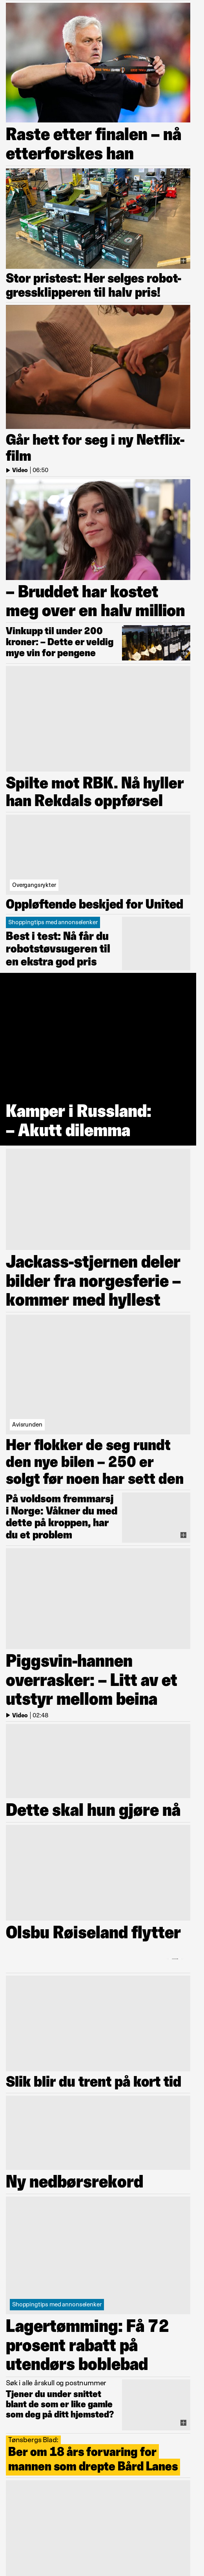 Raste etter finalen – nå
etterforskes han
Stor pristest: Her selges robot-
gressklipperen til halv pris!
Går hett for seg i ny Netflix-
film
Video | 06:50
– Bruddet har kostet
meg over en halv million
Vinkupp til under 200
kroner: – Dette er veldig
mye vin for pengene
Spilte mot RBK. Nå hyller
han Rekdals oppførsel
Overgangsrykter
Oppløftende beskjed for United
Shoppingtips med annonselenker
Best i test: Nå får du
robotstøvsugeren til
en ekstra god pris
Kamper i Russland:
– Akutt dilemma
Jackass-stjernen deler
bilder fra norgesferie –
kommer med hyllest
Avisrunden
Her flokker de seg rundt
den nye bilen – 250 er
solgt før noen har sett den
På voldsom fremmarsj
i Norge: Våkner du med
dette på kroppen, har
du et problem
Piggsvin-hannen
overrasker: – Litt av et
utstyr mellom beina
Video | 02:48
Dette skal hun gjøre nå
Olsbu Røiseland flytter
Slik blir du trent på kort tid
Ny nedbørsrekord
Shoppingtips med annonselenker
Lagertømming: Få 72
prosent rabatt på
utendørs boblebad
Søk i alle årskull og postnummer
Tjener du under snittet
blant de som er like gamle
som deg på ditt hjemsted?
Tønsbergs Blad:
Ber om 18 års forvaring for
mannen som drepte Bård Lanes